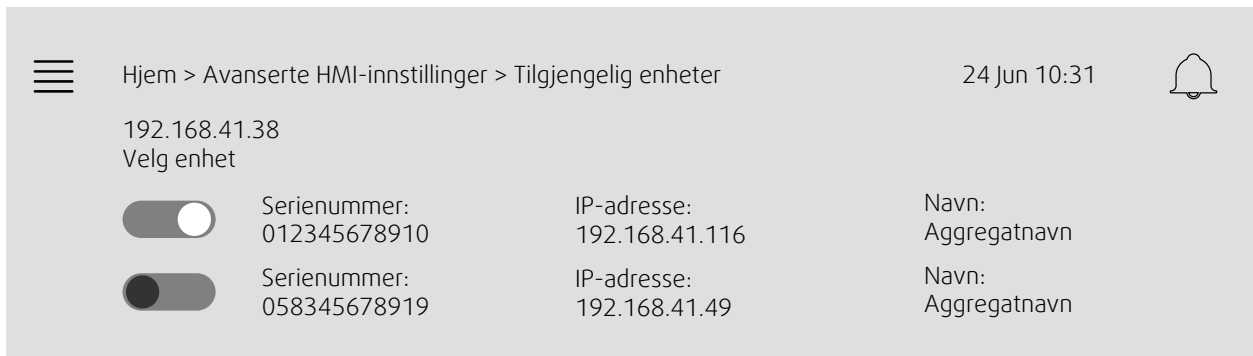 Hjem > Avanserte HMI-innstillinger > Tilgjengelig enheter 24 Jun 10:31
192.168.41.38
Velg enhet
Serienummer: IP-adresse: Navn:
012345678910 192.168.41.116 Aggregatnavn
Serienummer: IP-adresse: Navn:
058345678919 192.168.41.49 Aggregatnavn